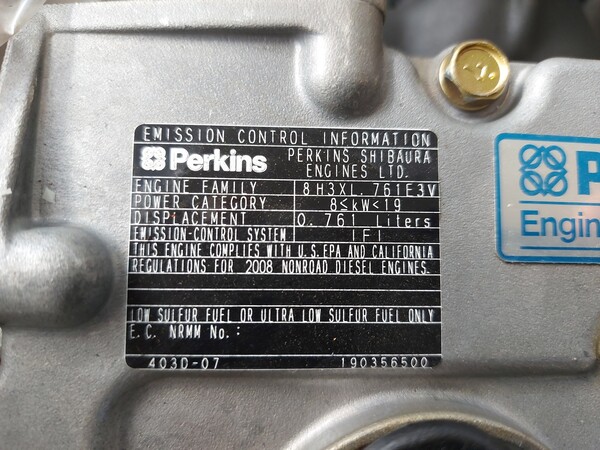 EMISSION CONTROL INFORMATION
Perkins PERKINS SHIBAURA
ENGINES LTD.
ENGINE FAMILY 8H3XL.761E3V
POWER CATEGORY 8≤kW<19
DISPLACEMENT 0.761 Liters
EMISSION-CONTROL SYSTEM IFI
THIS ENGINE COMPLIES WITH U.S.EPA AND CALIFORNIA
REGULATIONS FOR 2008 NONROAD DIESEL ENGINES.
LOW SULFUR FUEL OR ULTRA LOW SULFUR FUEL ONLY
E.C. NRMM No.:
403D-07 190356500
P
Engin